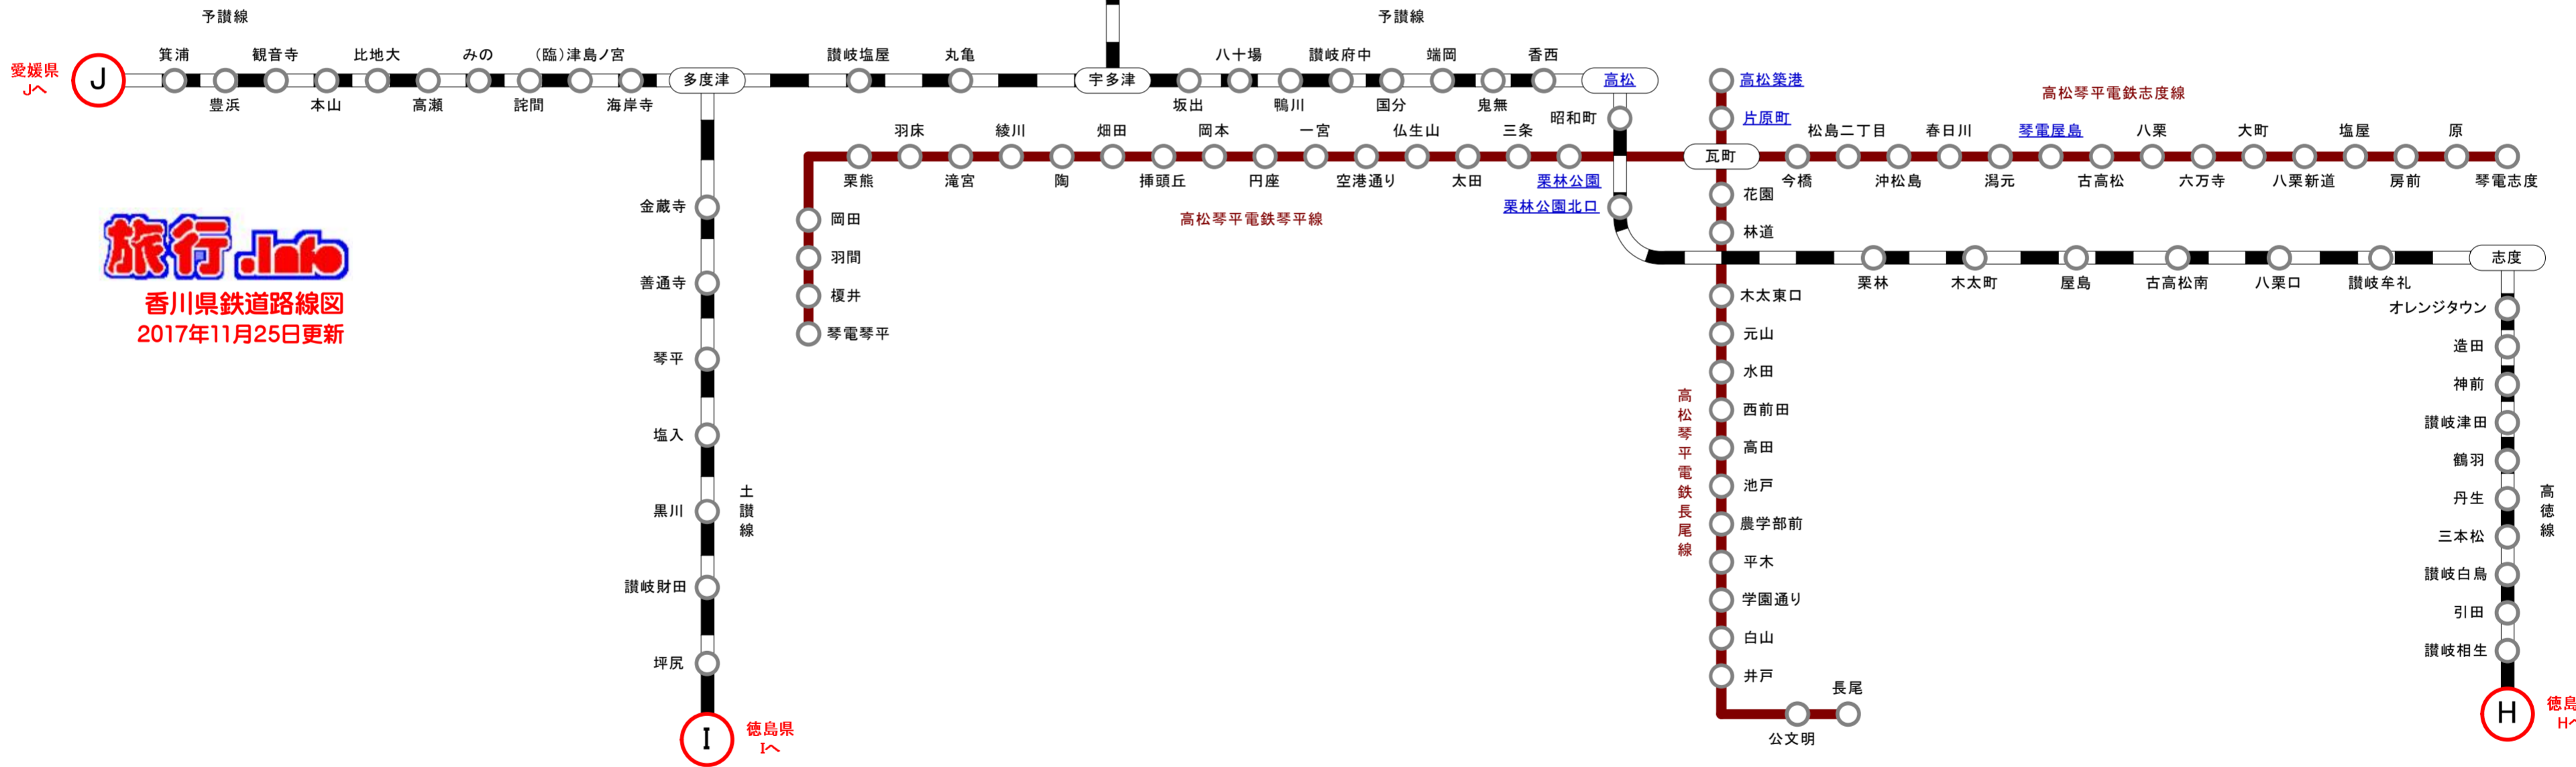 予讃線
予讃線
愛媛県
Jへ
J
箕浦
豊浜
観音寺
本山
比地大
高瀬
みの
詫間
(臨)津島ノ宮
海岸寺
多度津
讃岐塩屋
丸亀
宇多津
坂出
八十場
鴨川
讃岐府中
国分
端岡
鬼無
香西
高松
昭和町
栗林公園北口
高松築港
片原町
高松琴平電鉄志度線
瓦町
今橋
松島二丁目
沖松島
春日川
潟元
琴電屋島
古高松
八栗
六万寺
大町
八栗新道
塩屋
房前
原
琴電志度
栗熊
羽床
滝宮
綾川
陶
畑田
挿頭丘
岡本
円座
一宮
空港通り
仏生山
太田
三条
栗林公園
高松琴平電鉄琴平線
岡田
羽間
榎井
琴電琴平
旅行.Info
香川県鉄道路線図
2017年11月25日更新
金蔵寺
善通寺
琴平
塩入
黒川
讃岐財田
坪尻
土讃線
I
徳島県
Iへ
花園
林道
木太東口
元山
水田
西前田
高田
池戸
農学部前
平木
学園通り
白山
井戸
公文明
長尾
高松琴平電鉄長尾線
栗林
木太町
屋島
古高松南
八栗口
讃岐牟礼
志度
オレンジタウン
造田
神前
讃岐津田
鶴羽
丹生
三本松
讃岐白鳥
引田
讃岐相生
高徳線
H
徳島
Hへ